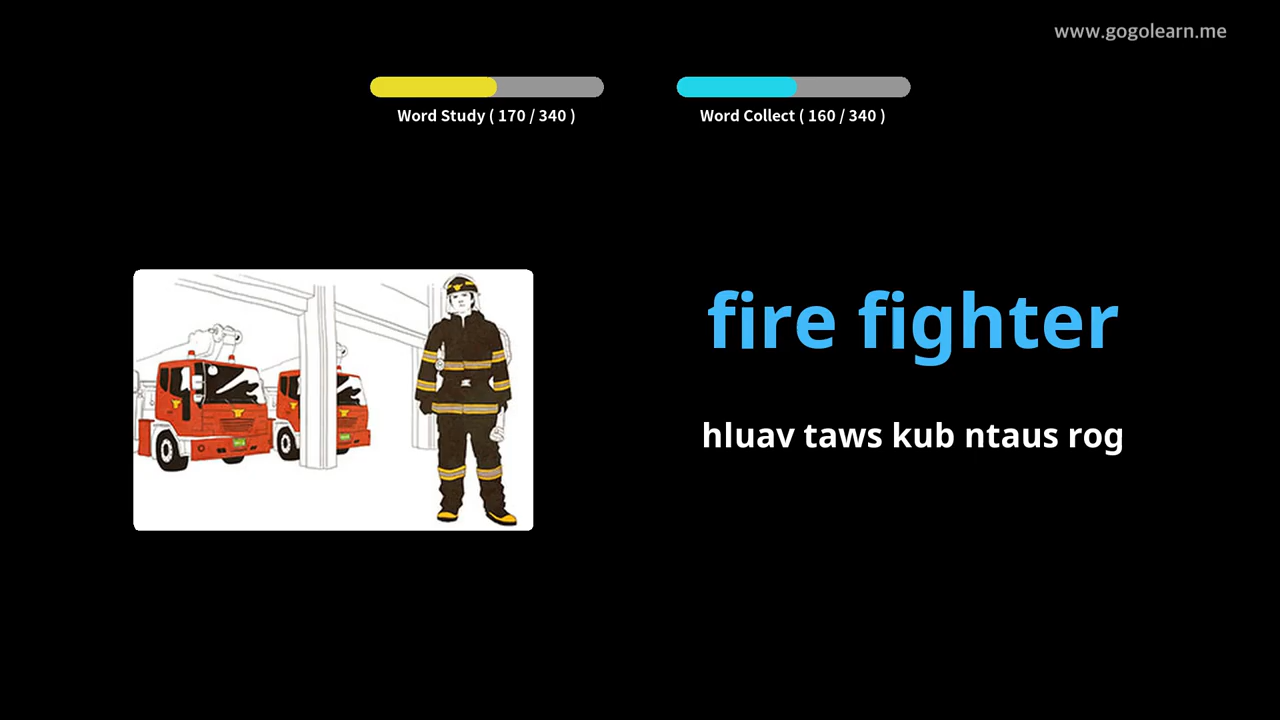 www.gogolearn.me
Word Study ( 170 / 340 )
Word Collect ( 160 / 340 )
fire fighter
hluav taws kub ntaus rog